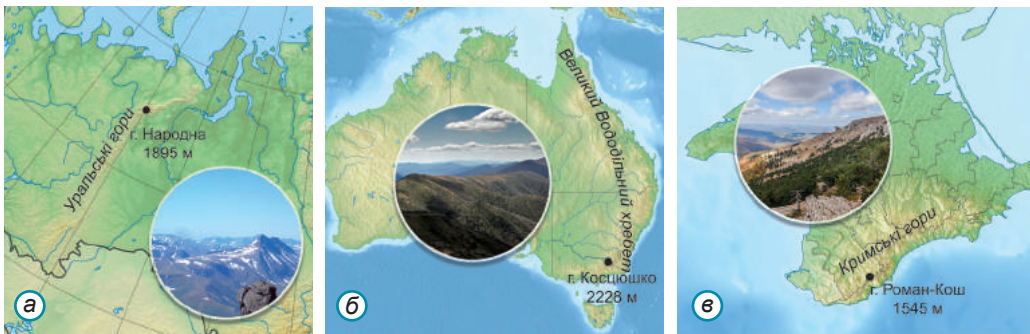 Уральські гори
г. Народна
1895 м
а
Великий Вододільний хребет
г. Косцюшко
2228 м
б
Кримські гори
г. Роман-Кош
1545 м
в